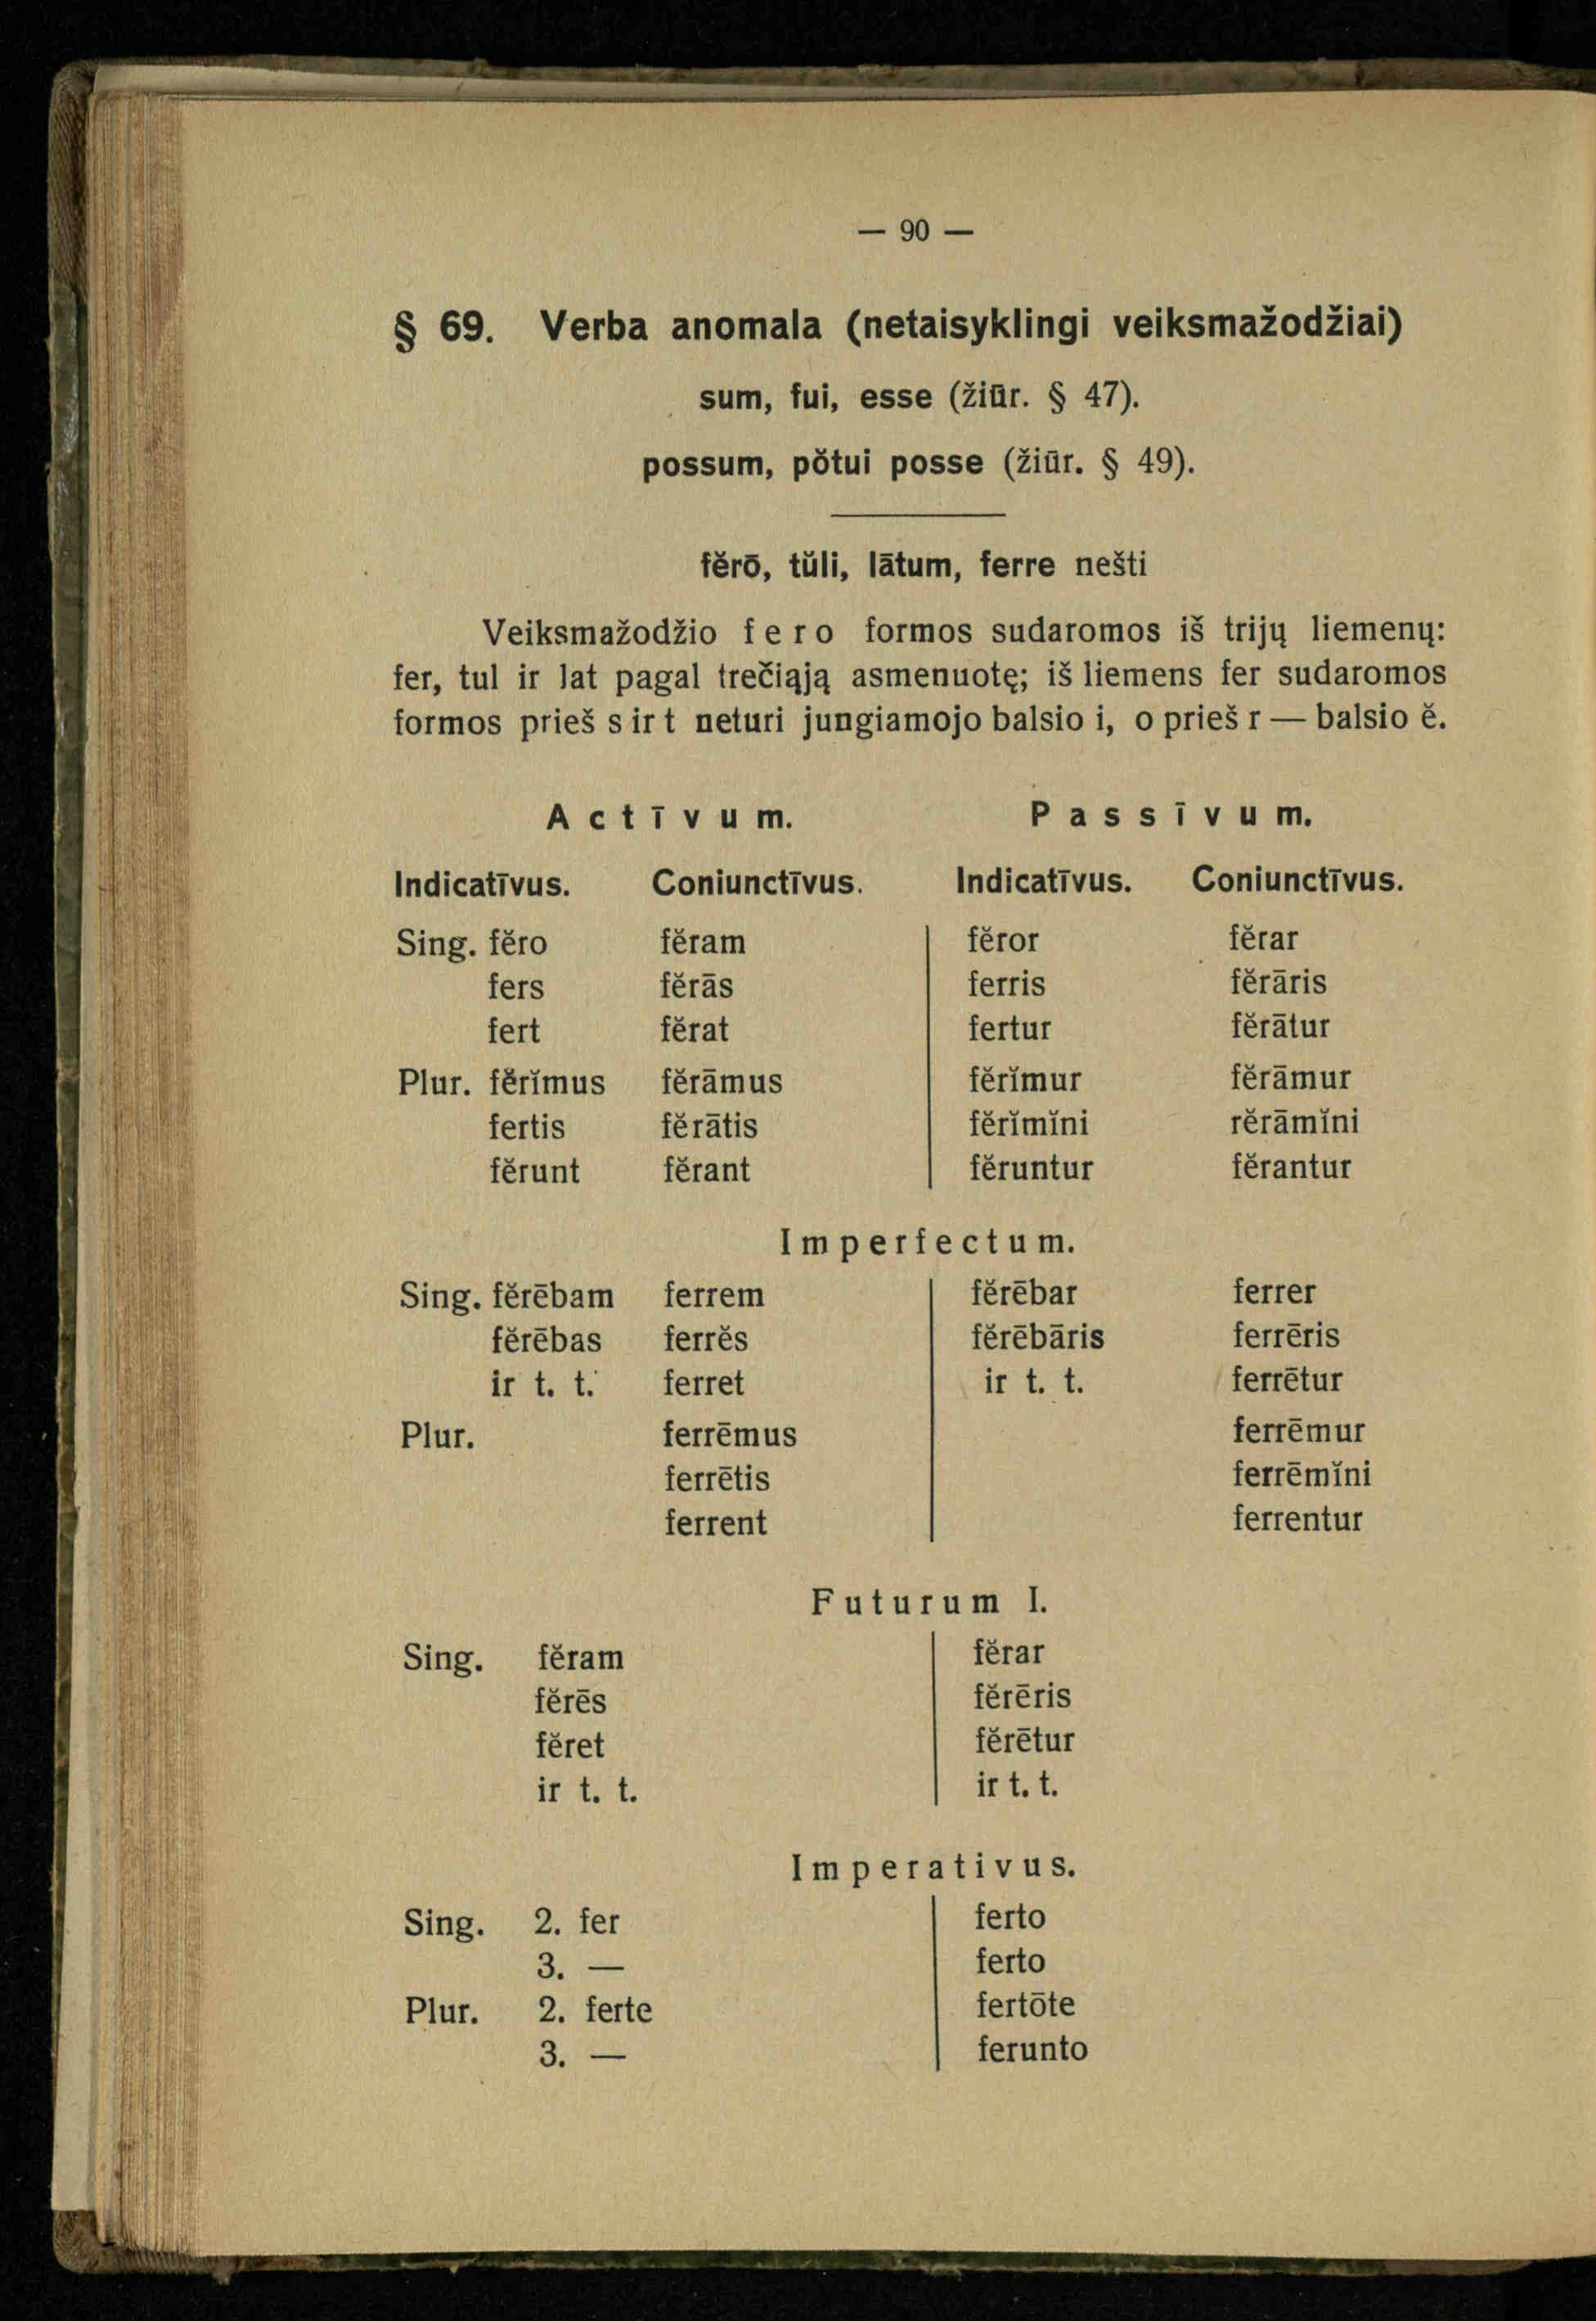 — 90 —
§ 69. Verba anomala (netaisyklingi veiksmažodžiai)
sum, fui, esse (žiūr. § 47).
possum, pŏtui posse (žiūr. § 49).
fĕrō, tŭli, lātum, ferre nešti
Veiksmažodžio fero formos sudaromos iš trijų liemenų:
fer, tul ir lat pagal trečiąją asmenuotę; iš liemens fer sudaromos
formos prieš s ir t neturi jungiamojo balsio i, o prieš r — balsio ĕ.
Actīvum. Passīvum.
Indicatīvus. Coniunctīvus. Indicatīvus. Coniunctīvus.
Sing. fĕro fĕram fĕror fĕrar
fers fĕrās ferris fĕrāris
fert fĕrat fertur fĕrātur
Plur. fĕrĭmus fĕrāmus fĕrĭmur fĕrāmur
fertis fĕrātis fĕrĭmĭni rĕrāmĭni
fĕrunt fĕrant fĕruntur fĕrantur
Imperfectum.
Sing. fĕrēbam ferrem fĕrēbar ferrer
fĕrēbas ferrĕs fĕrēbāris ferrēris
ir t. t. ferret ir t. t. ferrētur
Plur. ferrēmus ferrēmur
ferrētis ferrēmĭni
ferrent ferrentur
Futurum I.
Sing. fĕram fĕrar
fĕrēs fĕrēris
fĕret fĕrētur
ir t. t. ir t. t.
Imperativus.
Sing. 2. fer ferto
3. — ferto
Plur. 2. ferte fertōte
3. — ferunto